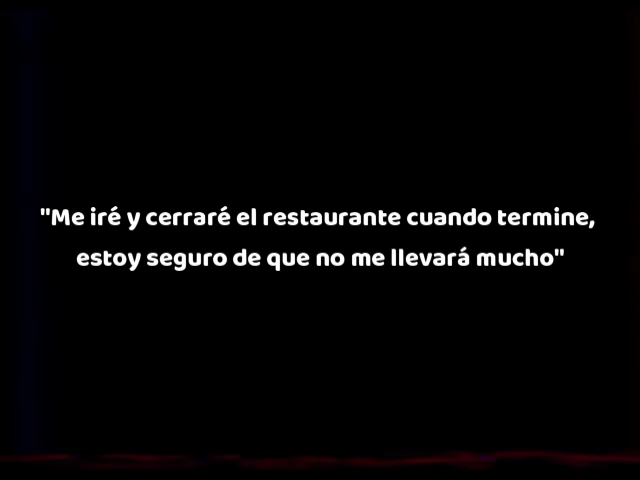 "Me iré y cerraré el restaurante cuando termine,
estoy seguro de que no me llevará mucho"